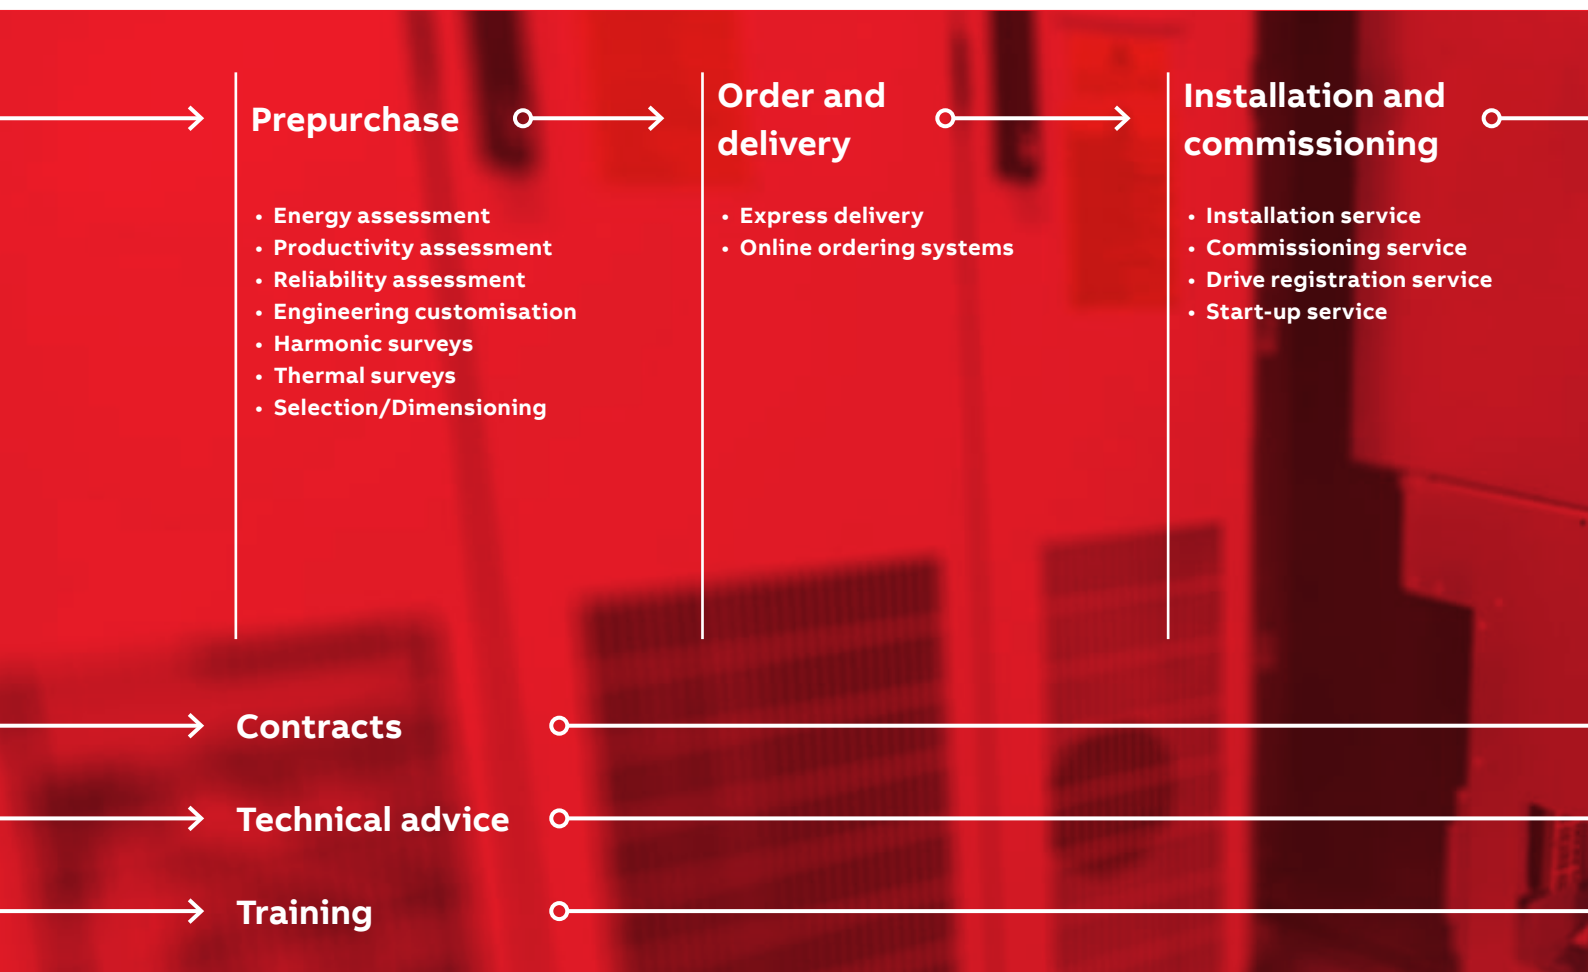 Prepurchase
• Energy assessment
• Productivity assessment
• Reliability assessment
• Engineering customisation
• Harmonic surveys
• Thermal surveys
• Selection/Dimensioning
Order and
delivery
• Express delivery
• Online ordering systems
Installation and
commissioning
• Installation service
• Commissioning service
• Drive registration service
• Start-up service
Contracts
Technical advice
Training